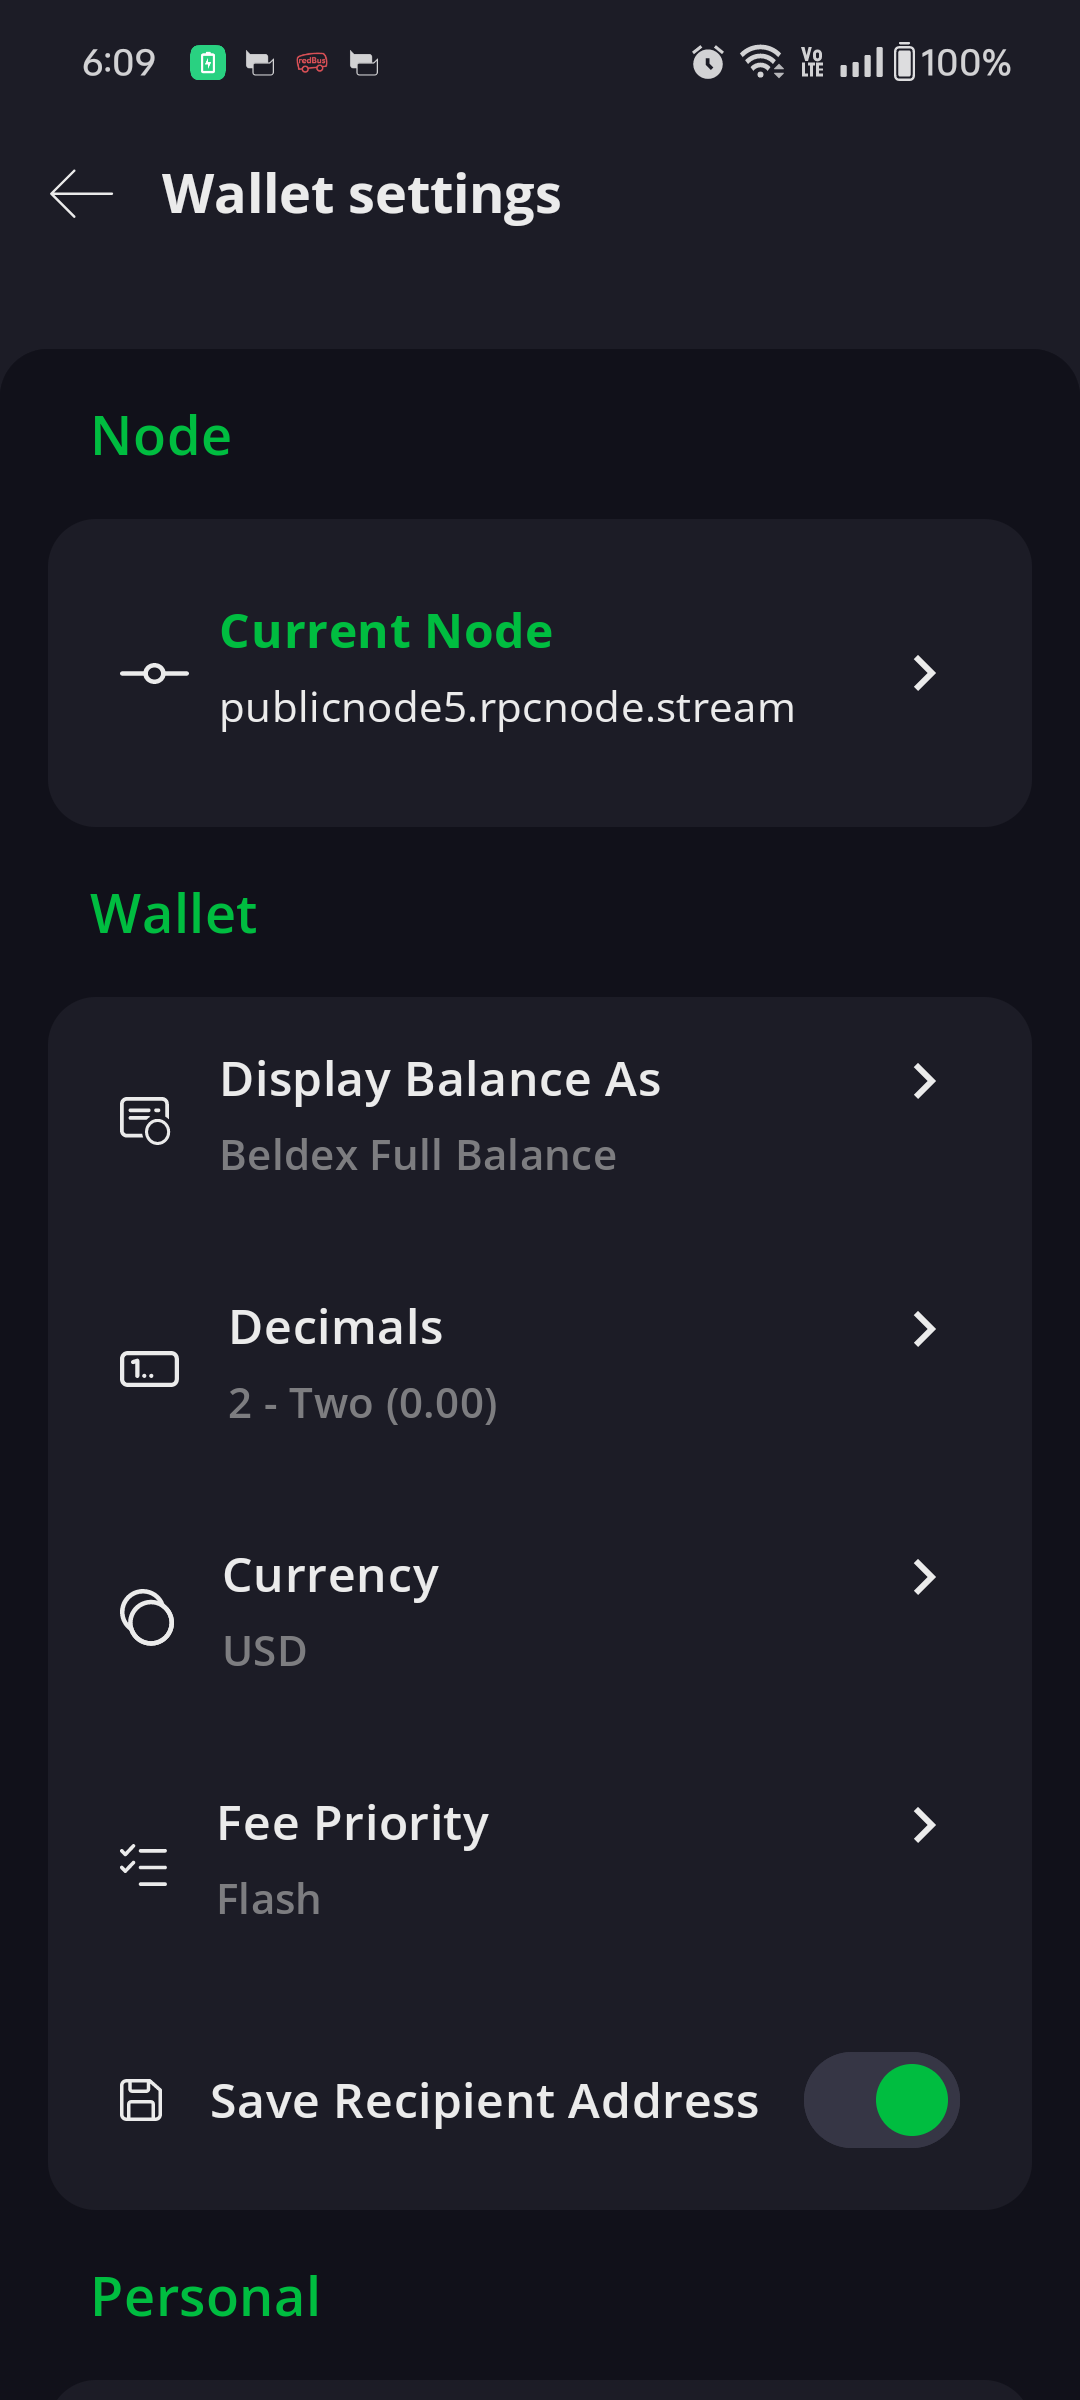 6:09
redBus
Vo LTE
100%
Wallet settings
Node
Current Node
publicnode5.rpcnode.stream
Wallet
Display Balance As
Beldex Full Balance
1..
Decimals
2 - Two (0.00)
Currency
USD
Fee Priority
Flash
Save Recipient Address
Personal